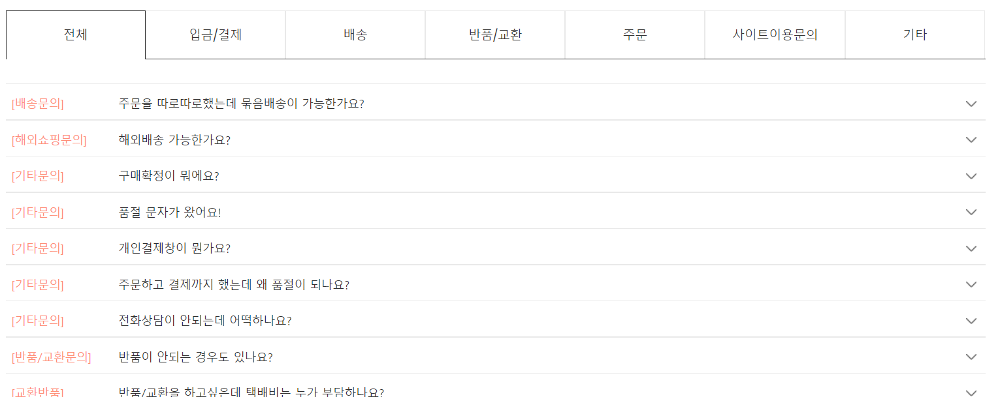 전체 입금/결제 배송 반품/교환 주문 사이트이용문의 기타
[배송문의] 주문을 따로따로했는데 묶음배송이 가능한가요?
[해외쇼핑문의] 해외배송 가능한가요?
[기타문의] 구매확정이 뭐에요?
[기타문의] 품절 문자가 왔어요!
[기타문의] 개인결제창이 뭔가요?
[기타문의] 주문하고 결제까지 했는데 왜 품절이 되나요?
[기타문의] 전화상담이 안되는데 어떡하나요?
[반품/교환문의] 반품이 안되는 경우도 있나요?
[교환반품] 반품/교환을 하고싶은데 택배비는 누가 부담하나요?